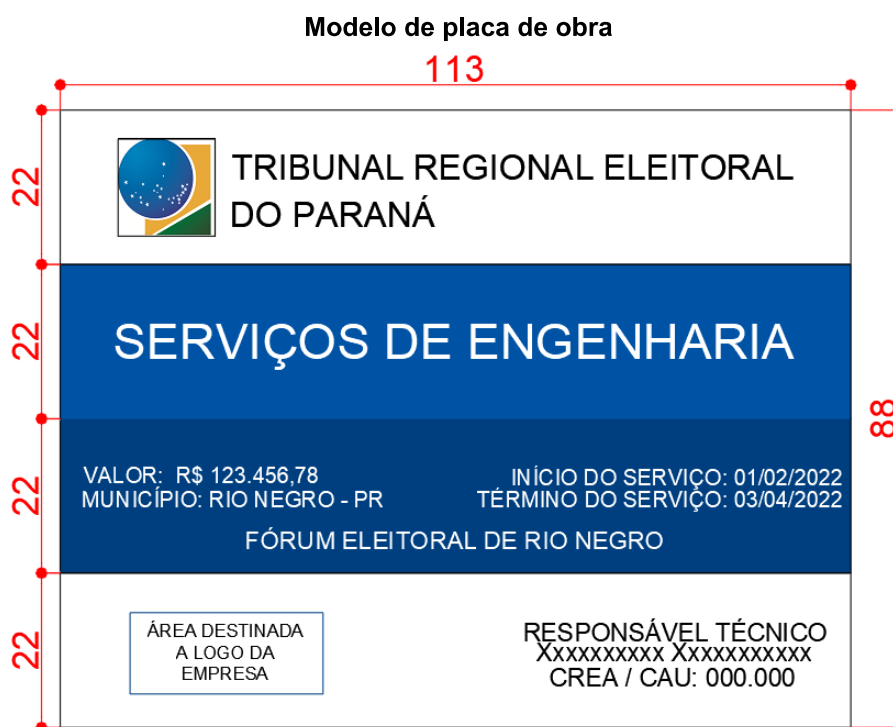 Modelo de placa de obra
113
22
TRIBUNAL REGIONAL ELEITORAL
DO PARANÁ
22
SERVIÇOS DE ENGENHARIA
88
22
VALOR: R$ 123.456,78
MUNICÍPIO: RIO NEGRO - PR
INÍCIO DO SERVIÇO: 01/02/2022
TÉRMINO DO SERVIÇO: 03/04/2022
FÓRUM ELEITORAL DE RIO NEGRO
22
ÁREA DESTINADA
A LOGO DA
EMPRESA
RESPONSÁVEL TÉCNICO
Xxxxxxxxxx Xxxxxxxxxxx
CREA / CAU: 000.000